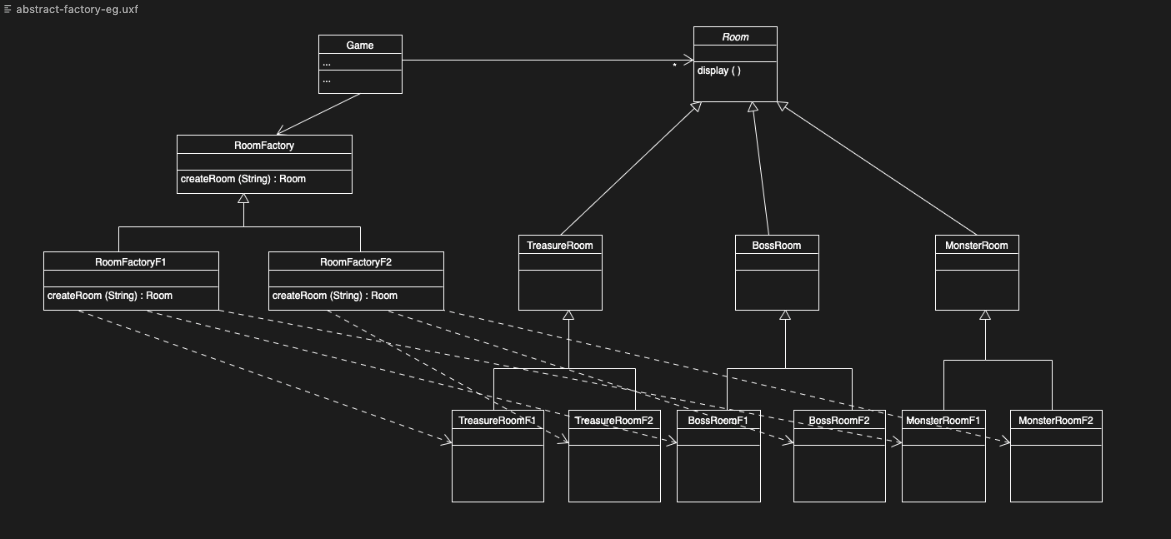 abstract-factory-eg.uxf
Game
...
...
Room
*
display ( )
RoomFactory
createRoom (String) : Room
TreasureRoom
BossRoom
MonsterRoom
RoomFactoryF1
RoomFactoryF2
createRoom (String) : Room
createRoom (String) : Room
TreasureRoomF1
TreasureRoomF2
BossRoomF1
BossRoomF2
MonsterRoomF1
MonsterRoomF2